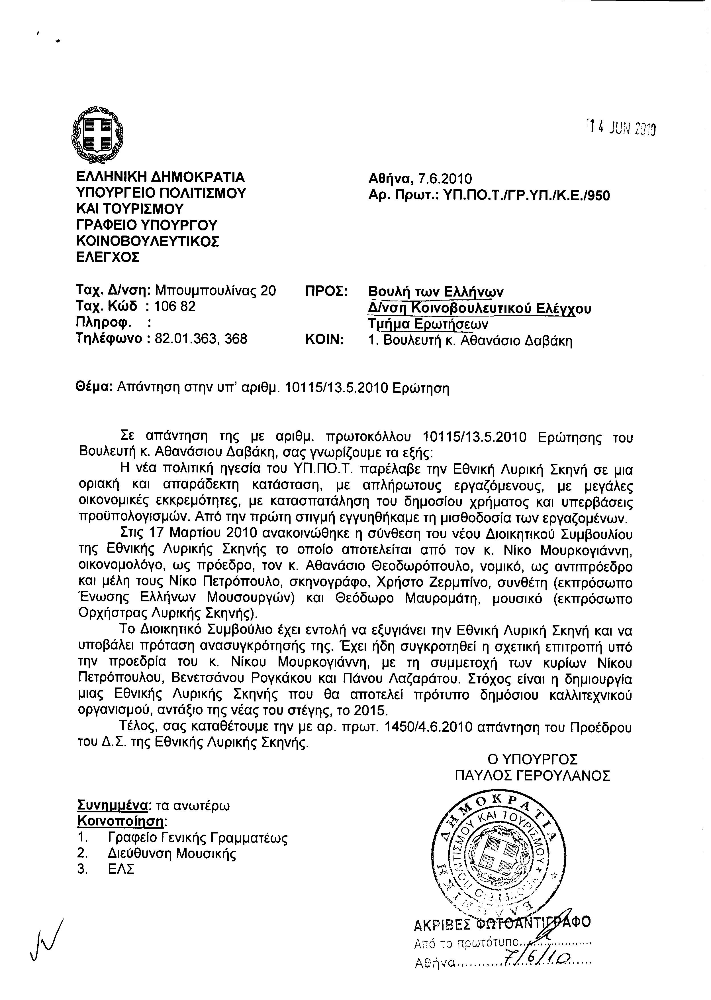 14 JUN 2010
ΕΛΛΗΝΙΚΗ ΔΗΜΟΚΡΑΤΙΑ
ΥΠΟΥΡΓΕΙΟ ΠΟΛΙΤΙΣΜΟΥ
ΚΑΙ ΤΟΥΡΙΣΜΟΥ
ΓΡΑΦΕΙΟ ΥΠΟΥΡΓΟΥ
ΚΟΙΝΟΒΟΥΛΕΥΤΙΚΟΣ
ΕΛΕΓΧΟΣ
Αθήνα, 7.6.2010
Αρ. Πρωτ.: ΥΠ.ΠΟ.Τ./ΓΡ.ΥΠ./Κ.Ε./950
Ταχ. Δ/νση: Μπουμπουλίνας 20
Ταχ. Κώδ : 106 82
Πληροφ. :
Τηλέφωνο : 82.01.363, 368
ΠΡΟΣ: Βουλή των Ελλήνων
Δ/νση Κοινοβουλευτικού Ελέγχου
Τμήμα Ερωτήσεων
ΚΟΙΝ: 1. Βουλευτή κ. Αθανάσιο Δαβάκη
Θέμα: Απάντηση στην υπ’ αριθμ. 10115/13.5.2010 Ερώτηση
Σε απάντηση της με αριθμ. πρωτοκόλλου 10115/13.5.2010 Ερώτησης του
Βουλευτή κ. Αθανάσιου Δαβάκη, σας γνωρίζουμε τα εξής:
Η νέα πολιτική ηγεσία του ΥΠ.ΠΟ.Τ. παρέλαβε την Εθνική Λυρική Σκηνή σε μια
οριακή και απαράδεκτη κατάσταση, με απλήρωτους εργαζόμενους, με μεγάλες
οικονομικές εκκρεμότητες, με κατασπατάληση του δημοσίου χρήματος και υπερβάσεις
προϋπολογισμών. Από την πρώτη στιγμή εγγυηθήκαμε τη μισθοδοσία των εργαζομένων.
Στις 17 Μαρτίου 2010 ανακοινώθηκε η σύνθεση του νέου Διοικητικού Συμβουλίου
της Εθνικής Λυρικής Σκηνής το οποίο αποτελείται από τον κ. Νίκο Μουρκογιάννη,
οικονομολόγο, ως πρόεδρο, τον κ. Αθανάσιο Θεοδωρόπουλο, νομικό, ως αντιπρόεδρο
και μέλη τους Νίκο Πετρόπουλο, σκηνογράφο, Χρήστο Ζερμπίνο, συνθέτη (εκπρόσωπο
Ένωσης Ελλήνων Μουσουργών) και Θεόδωρο Μαυρομάτη, μουσικό (εκπρόσωπο
Ορχήστρας Λυρικής Σκηνής).
Το Διοικητικό Συμβούλιο έχει εντολή να εξυγιάνει την Εθνική Λυρική Σκηνή και να
υποβάλει πρόταση ανασυγκρότησής της. Έχει ήδη συγκροτηθεί η σχετική επιτροπή υπό
την προεδρία του κ. Νίκου Μουρκογιάννη, με τη συμμετοχή των κυρίων Νίκου
Πετρόπουλου, Βενετσάνου Ρογκάκου και Πάνου Λαζαράτου. Στόχος είναι η δημιουργία
μιας Εθνικής Λυρικής Σκηνής που θα αποτελεί πρότυπο δημόσιου καλλιτεχνικού
οργανισμού, αντάξιο της νέας του στέγης, το 2015.
Τέλος, σας καταθέτουμε την με αρ. πρωτ. 1450/4.6.2010 απάντηση του Προέδρου
του Δ.Σ. της Εθνικής Λυρικής Σκηνής.
Ο ΥΠΟΥΡΓΟΣ
ΠΑΥΛΟΣ ΓΕΡΟΥΛΑΝΟΣ
Συνημμένα: τα ανωτέρω
Κοινοποίηση:
1. Γραφείο Γενικής Γραμματέως
2. Διεύθυνση Μουσικής
3. ΕΛΣ
ΕΛΛΗΝΙΚΗ ΔΗΜΟΚΡΑΤΙΑ
ΥΠΟΥΡΓΕΙΟ ΠΟΛΙΤΙΣΜΟΥ ΚΑΙ ΤΟΥΡΙΣΜΟΥ
ΑΚΡΙΒΕΣ ΦΩΤΟΑΝΤΙΓΡΑΦΟ
Από το πρωτότυπο
Αθήνα 7/6/10